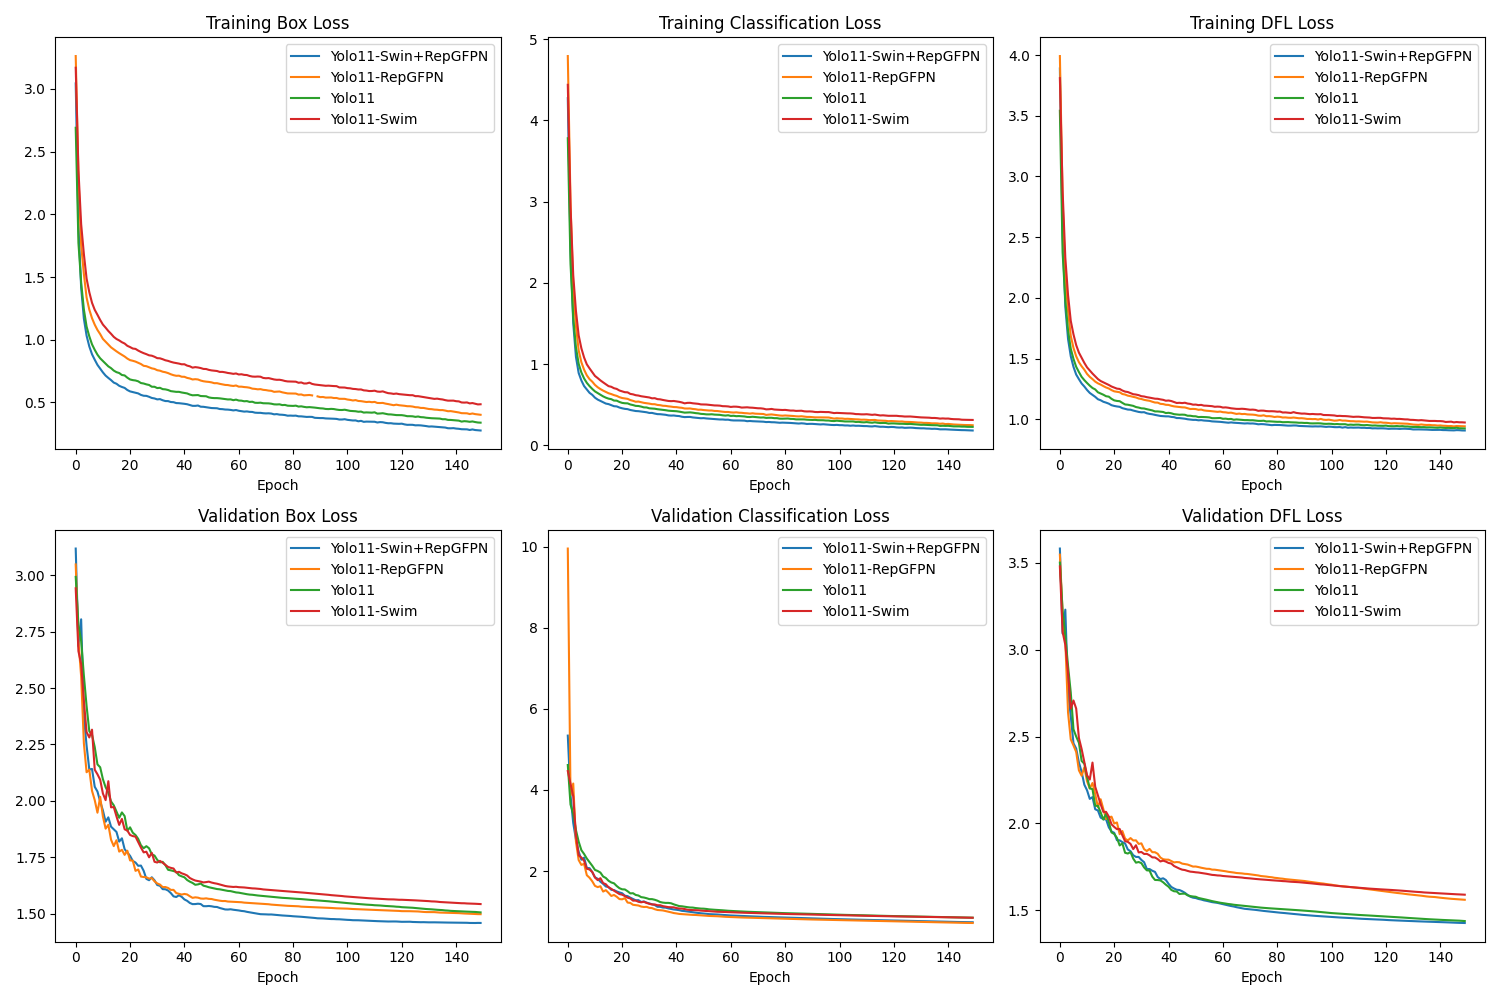 Training Box Loss
Yolo11-Swin+RepGFPN
Yolo11-RepGFPN
Yolo11
Yolo11-Swim
3.0
2.5
2.0
1.5
1.0
0.5
0 20 40 60 80 100 120 140
Epoch
Training Classification Loss
Yolo11-Swin+RepGFPN
Yolo11-RepGFPN
Yolo11
Yolo11-Swim
5
4
3
2
1
0
0 20 40 60 80 100 120 140
Epoch
Training DFL Loss
Yolo11-Swin+RepGFPN
Yolo11-RepGFPN
Yolo11
Yolo11-Swim
4.0
3.5
3.0
2.5
2.0
1.5
1.0
0 20 40 60 80 100 120 140
Epoch
Validation Box Loss
Yolo11-Swin+RepGFPN
Yolo11-RepGFPN
Yolo11
Yolo11-Swim
3.00
2.75
2.50
2.25
2.00
1.75
1.50
0 20 40 60 80 100 120 140
Epoch
Validation Classification Loss
Yolo11-Swin+RepGFPN
Yolo11-RepGFPN
Yolo11
Yolo11-Swim
10
8
6
4
2
0 20 40 60 80 100 120 140
Epoch
Validation DFL Loss
Yolo11-Swin+RepGFPN
Yolo11-RepGFPN
Yolo11
Yolo11-Swim
3.5
3.0
2.5
2.0
1.5
0 20 40 60 80 100 120 140
Epoch